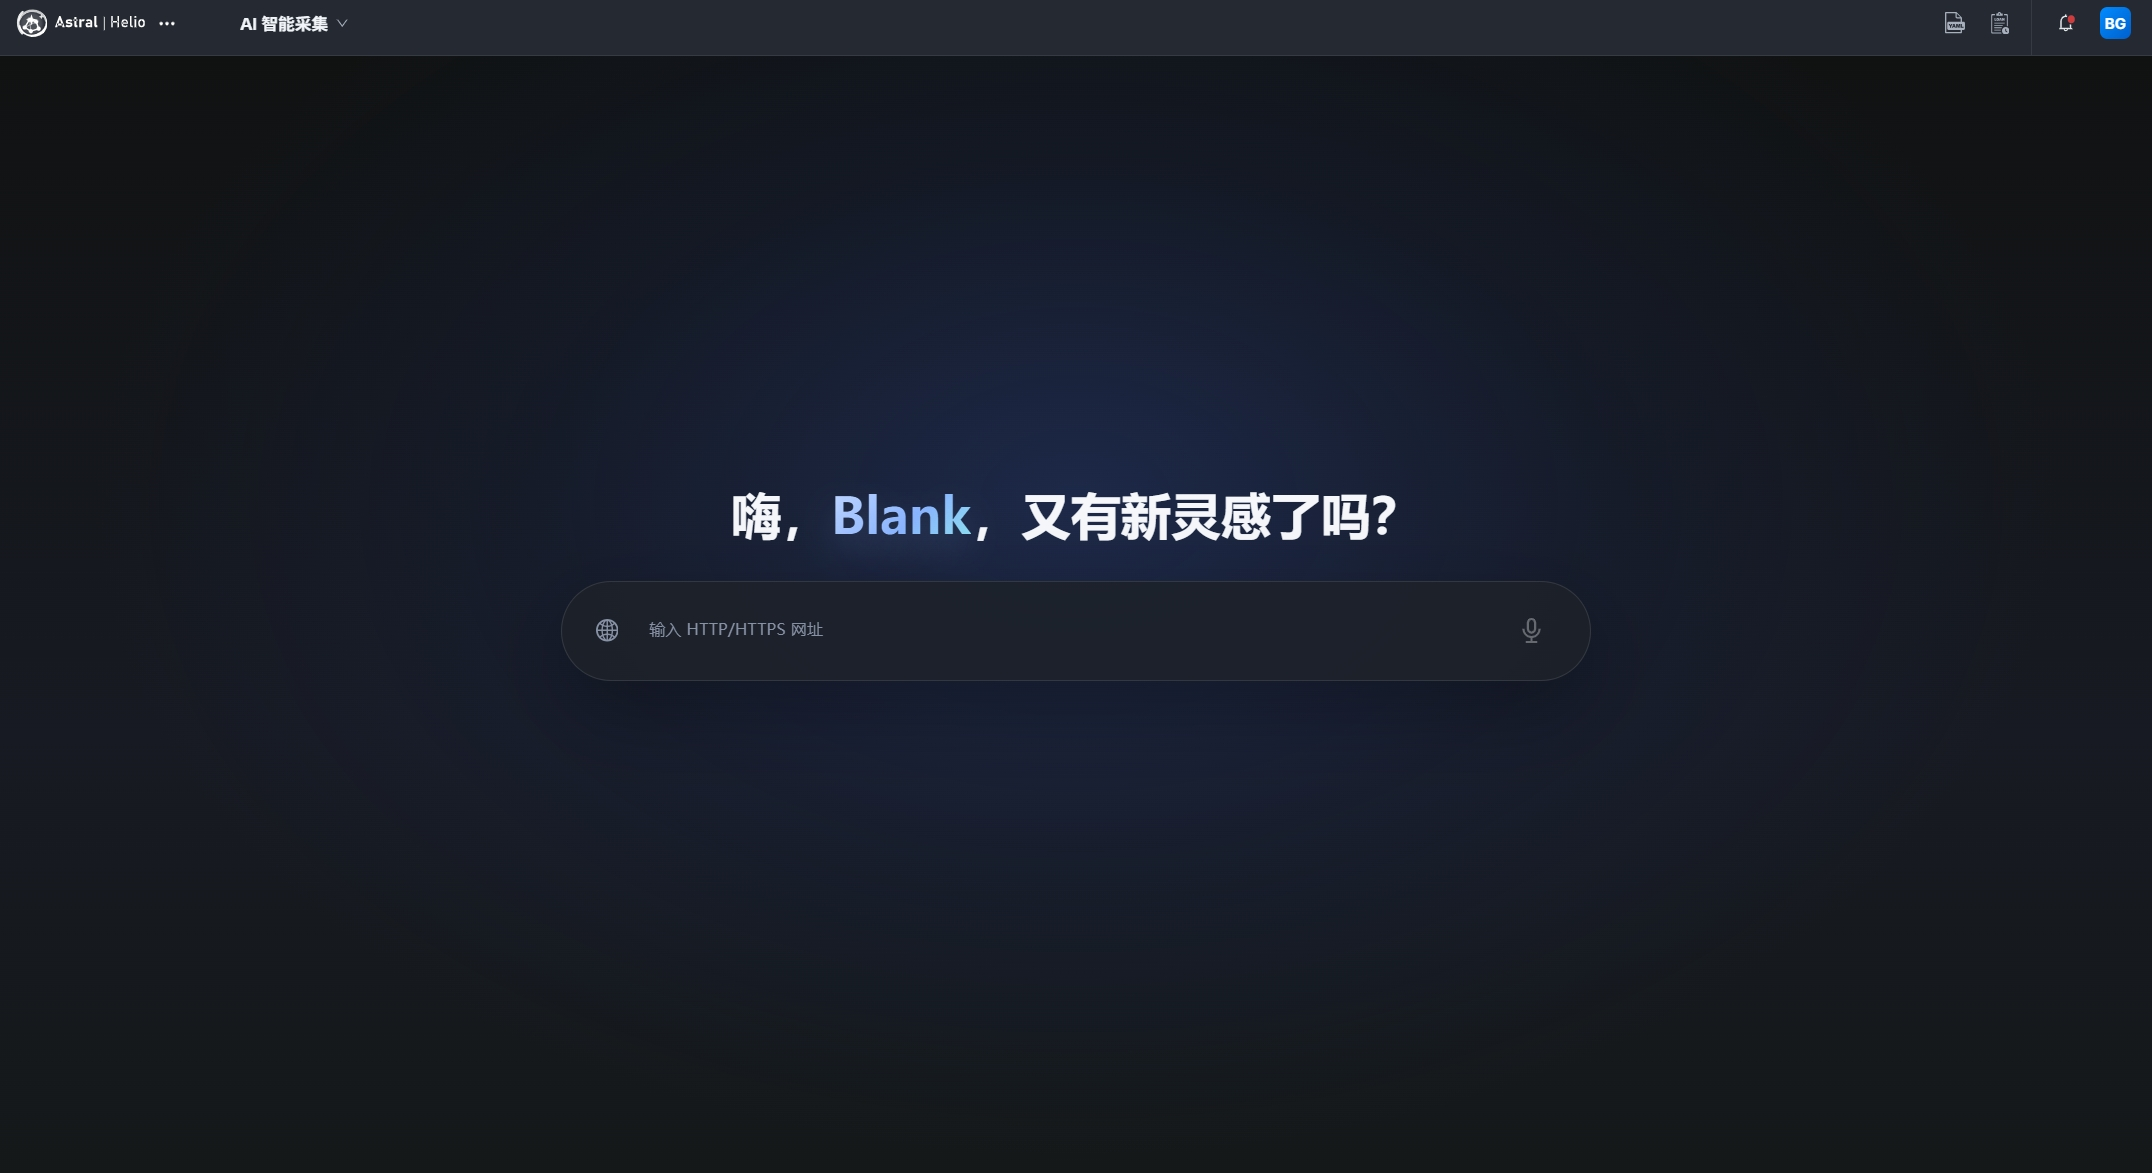 Astral | Helio
AI 智能采集
YAML
BG
嗨，Blank，又有新灵感了吗？
输入 HTTP/HTTPS 网址